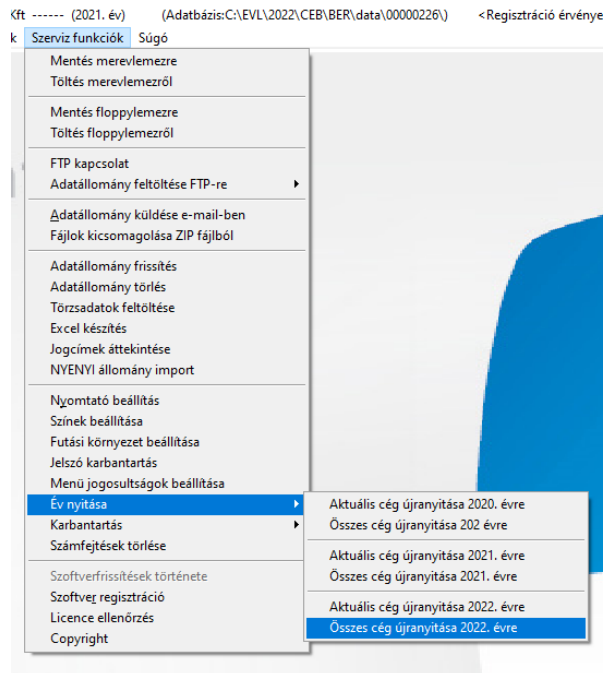 Kft ------ (2021. év) (Adatbázis:C:\EVL\2022\CEB\BER\data\00000226\) <Regisztráció érvénye
k Szerviz funkciók Súgó
Mentés merevlemezre
Töltés merevlemezről
Mentés floppylemezre
Töltés floppylemezről
FTP kapcsolat
Adatállomány feltöltése FTP-re
Adatállomány küldése e-mail-ben
Fájlok kicsomagolása ZIP fájlból
Adatállomány frissítés
Adatállomány törlés
Törzsadatok feltöltése
Excel készítés
Jogcímek áttekintése
NYENYI állomány import
Nyomtató beállítás
Színek beállítása
Futási környezet beállítása
Jelszó karbantartás
Menü jogosultságok beállítása
Év nyitása
Karbantartás
Számfejtések törlése
Szoftverfrissítések története
Szoftver regisztráció
Licence ellenőrzés
Copyright
Aktuális cég újranyitása 2020. évre
Összes cég újranyitása 202 évre
Aktuális cég újranyitása 2021. évre
Összes cég újranyitása 2021. évre
Aktuális cég újranyitása 2022. évre
Összes cég újranyitása 2022. évre